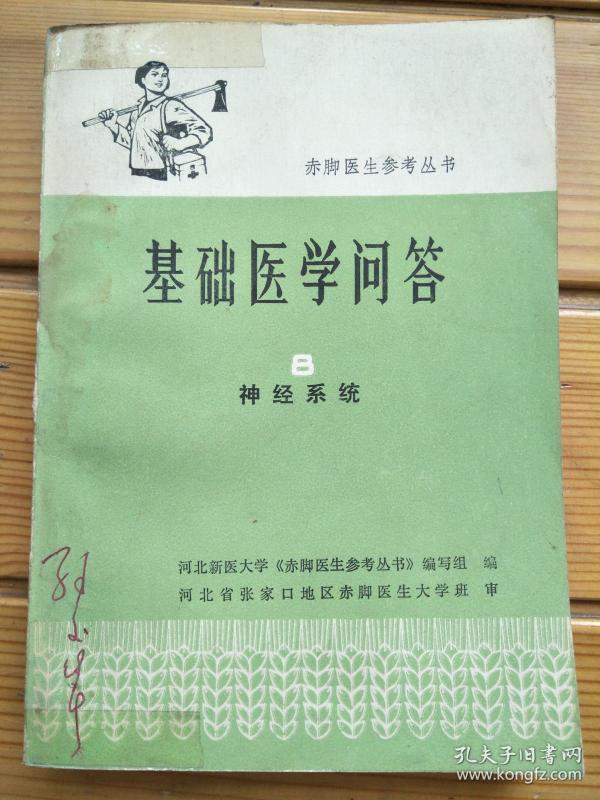 赤脚医生参考丛书
基础医学问答
8
神经系统
河北新医大学《赤脚医生参考丛书》编写组 编
河北省张家口地区赤脚医生大学班 审
孔夫子旧书网
www.kongfz.com